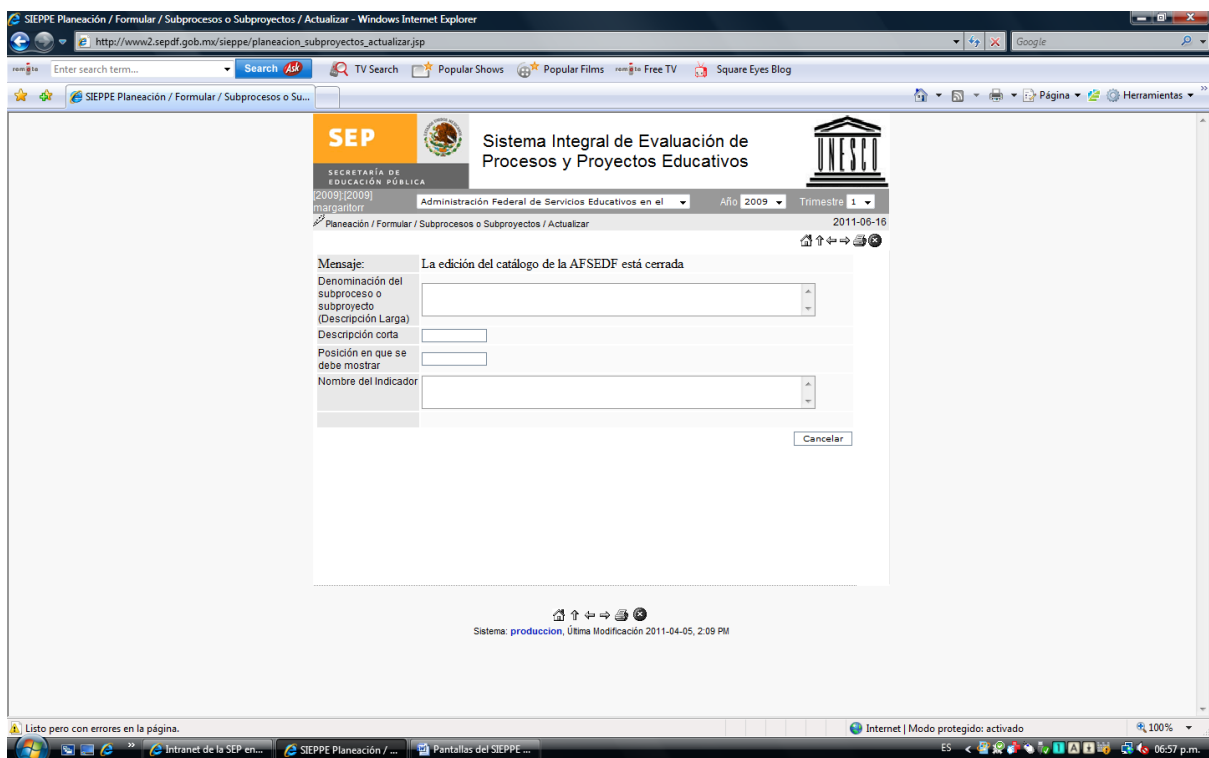 SIEPPE Planeación / Formular / Subprocesos o Subproyectos / Actualizar - Windows Internet Explorer
http://www2.sepdf.gob.mx/sieppe/planeacion_subproyectos_actualizar.jsp
Google
Enter search term...
Search Ask
TV Search
Popular Shows
Popular Films
Free TV
Square Eyes Blog
SIEPPE Planeación / Formular / Subprocesos o Su...
Página
Herramientas
SEP
SECRETARÍA DE
EDUCACIÓN PÚBLICA
Sistema Integral de Evaluación de
Procesos y Proyectos Educativos
UNESCO
[2009]:[2009]
margaritorr
Administración Federal de Servicios Educativos en el
Año 2009
Trimestre 1
Planeación / Formular / Subprocesos o Subproyectos / Actualizar
2011-06-16
Mensaje: La edición del catálogo de la AFSEDF está cerrada
Denominación del
subproceso o
subproyecto
(Descripción Larga)
Descripción corta
Posición en que se
debe mostrar
Nombre del Indicador
Cancelar
Sistema: produccion, Última Modificación 2011-04-05, 2:09 PM
Listo pero con errores en la página.
Internet | Modo protegido: activado
100%
Intranet de la SEP en...
SIEPPE Planeación / ...
Pantallas del SIEPPE ...
ES
06:57 p.m.